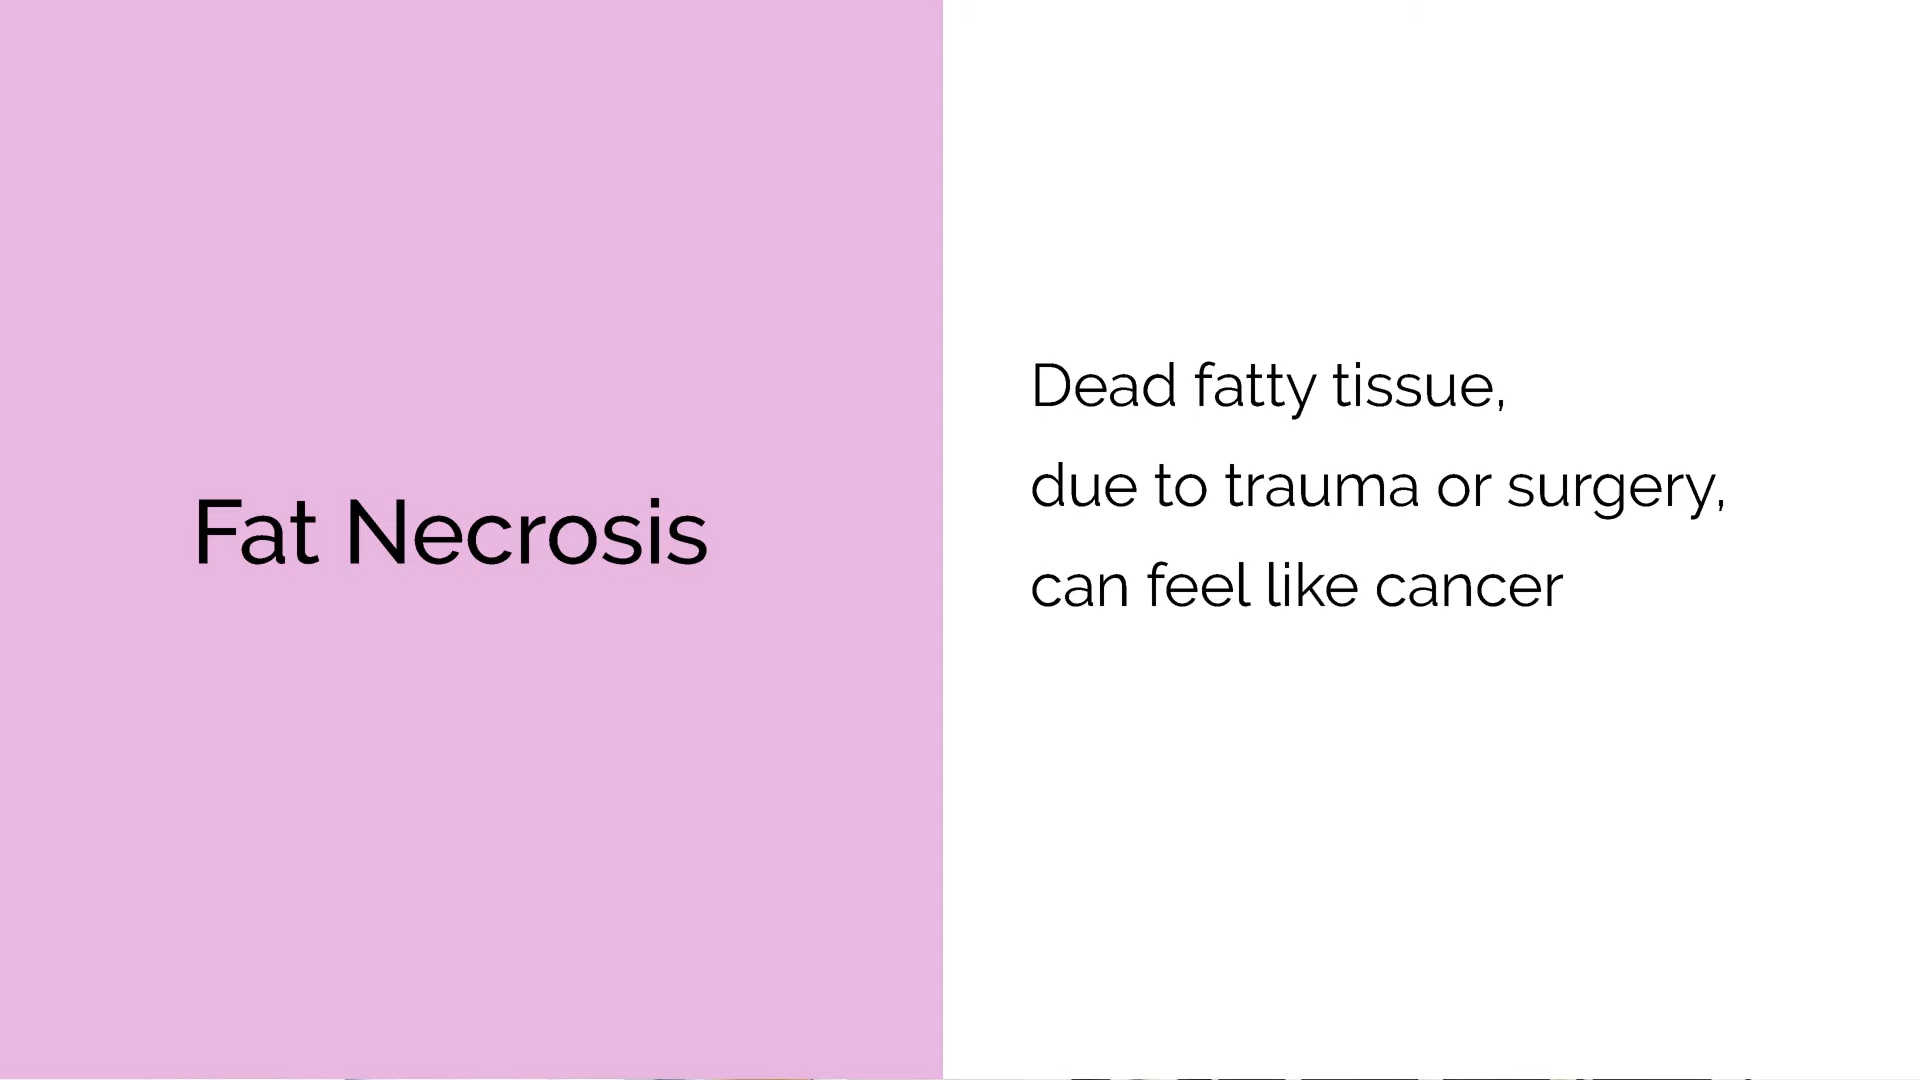 Fat Necrosis
Dead fatty tissue,
due to trauma or surgery,
can feel like cancer